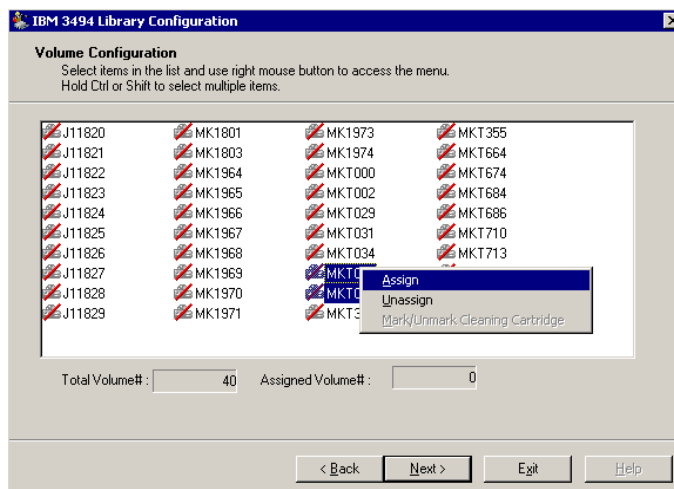 IBM 3494 Library Configuration
Volume Configuration
Select items in the list and use right mouse button to access the menu.
Hold Ctrl or Shift to select multiple items.
J11820 MK1801 MK1973 MKT355
J11821 MK1803 MK1974 MKT664
J11822 MK1964 MKT000 MKT674
J11823 MK1965 MKT002 MKT684
J11824 MK1966 MKT029 MKT686
J11825 MK1967 MKT031 MKT710
J11826 MK1968 MKT034 MKT713
J11827 MK1969
J11828 MK1970
J11829 MK1971
Assign
Unassign
Mark/Unmark Cleaning Cartridge
Total Volume# : 40 Assigned Volume# : 0
< Back Next > Exit Help